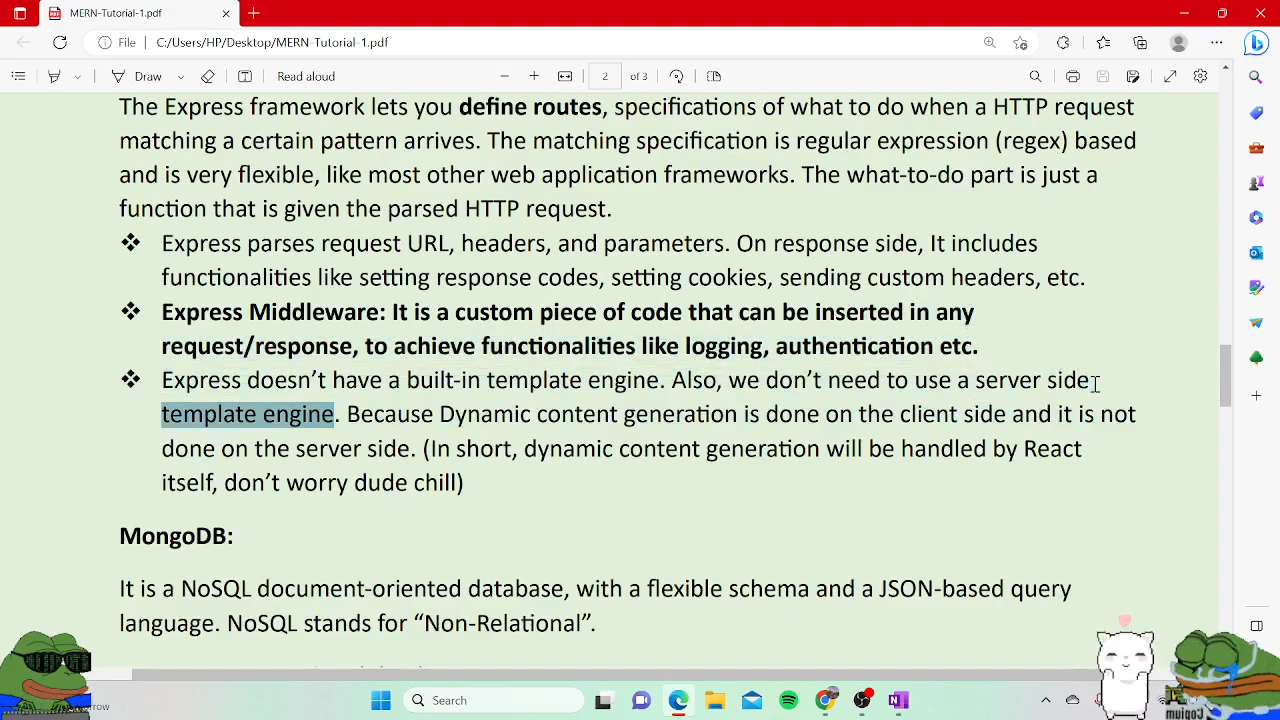 MERN-Tutorial-1.pdf
File C:/Users/HP/Desktop/MERN-Tutorial-1.pdf
Draw Read aloud 2 of 3
The Express framework lets you define routes, specifications of what to do when a HTTP request
matching a certain pattern arrives. The matching specification is regular expression (regex) based
and is very flexible, like most other web application frameworks. The what-to-do part is just a
function that is given the parsed HTTP request.
❖ Express parses request URL, headers, and parameters. On response side, It includes
functionalities like setting response codes, setting cookies, sending custom headers, etc.
❖ Express Middleware: It is a custom piece of code that can be inserted in any
request/response, to achieve functionalities like logging, authentication etc.
❖ Express doesn’t have a built-in template engine. Also, we don’t need to use a server side
template engine. Because Dynamic content generation is done on the client side and it is not
done on the server side. (In short, dynamic content generation will be handled by React
itself, don’t worry dude chill)
MongoDB:
It is a NoSQL document-oriented database, with a flexible schema and a JSON-based query
language. NoSQL stands for “Non-Relational”.
Search